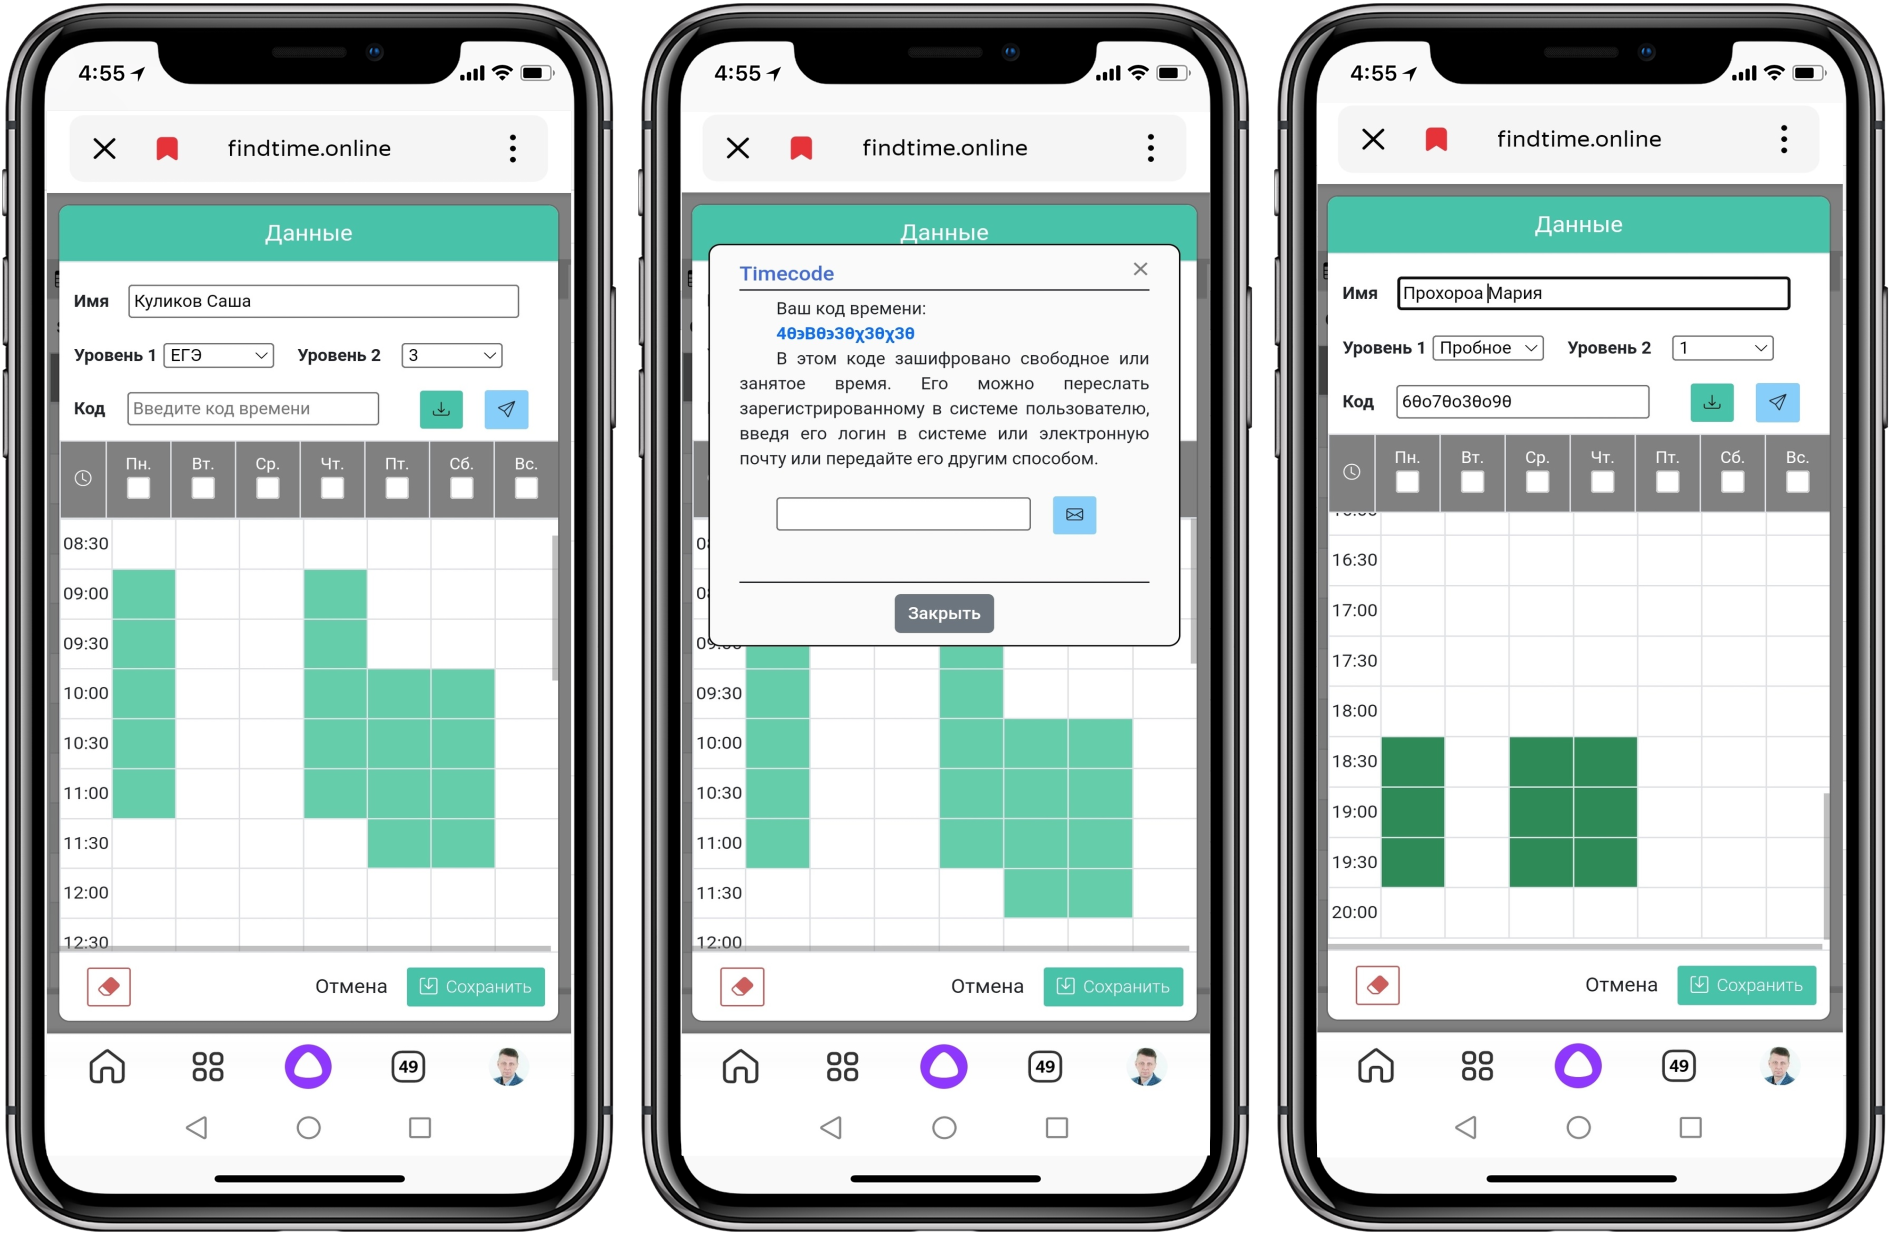 4:55
findtime.online
Данные
Имя Куликов Саша
Уровень 1 ЕГЭ Уровень 2 3
Код Введите код времени
Пн. Вт. Ср. Чт. Пт. Сб. Вс.
08:30
09:00
09:30
10:00
10:30
11:00
11:30
12:00
12:30
Отмена Сохранить
49
4:55
findtime.online
Данные
Timecode
Ваш код времени:
4θэВθэ3θχ3θχ3θ
В этом коде зашифровано свободное или
занятое время. Его можно переслать
зарегистрированному в системе пользователю,
введя его логин в системе или электронную
почту или передайте его другим способом.
Закрыть
09:30
10:00
10:30
11:00
11:30
12:00
Отмена Сохранить
49
4:55
findtime.online
Данные
Имя Прохороа Мария
Уровень 1 Пробное Уровень 2 1
Код 6θо7θо3θо9θ
Пн. Вт. Ср. Чт. Пт. Сб. Вс.
16:30
17:00
17:30
18:00
18:30
19:00
19:30
20:00
Отмена Сохранить
49